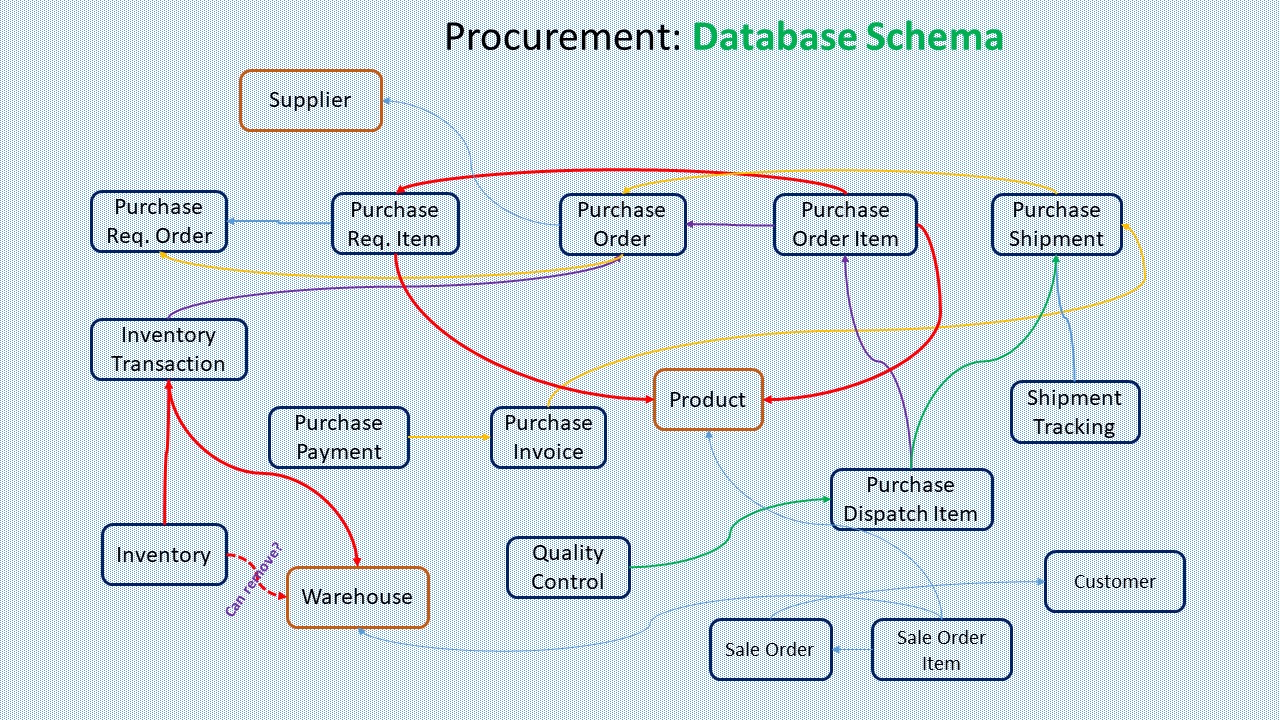 Procurement: Database Schema
Supplier
Purchase
Req. Order
Purchase
Req. Item
Purchase
Order
Purchase
Order Item
Purchase
Shipment
Inventory
Transaction
Product
Shipment
Tracking
Purchase
Payment
Purchase
Invoice
Purchase
Dispatch Item
Inventory
Can remove?
Warehouse
Quality
Control
Customer
Sale Order
Sale Order
Item